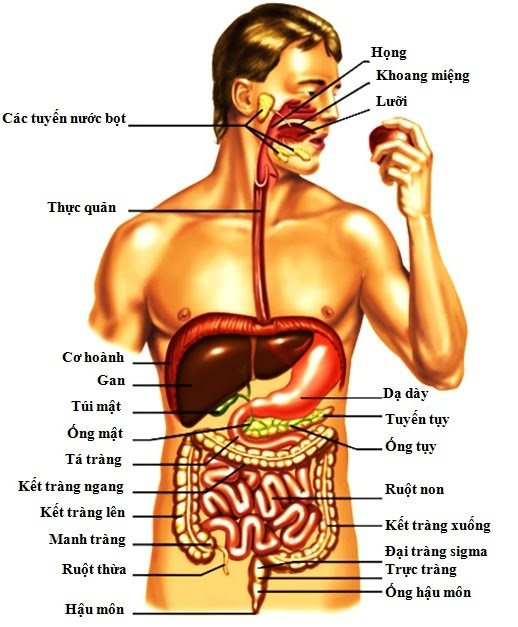 Họng
Khoang miệng
Lưỡi
Các tuyến nước bọt
Thực quản
Cơ hoành
Gan
Túi mật
Ống mật
Tá tràng
Kết tràng ngang
Kết tràng lên
Manh tràng
Ruột thừa
Hậu môn
Dạ dày
Tuyến tụy
Ống tụy
Ruột non
Kết tràng xuống
Đại tràng sigma
Trực tràng
Ống hậu môn